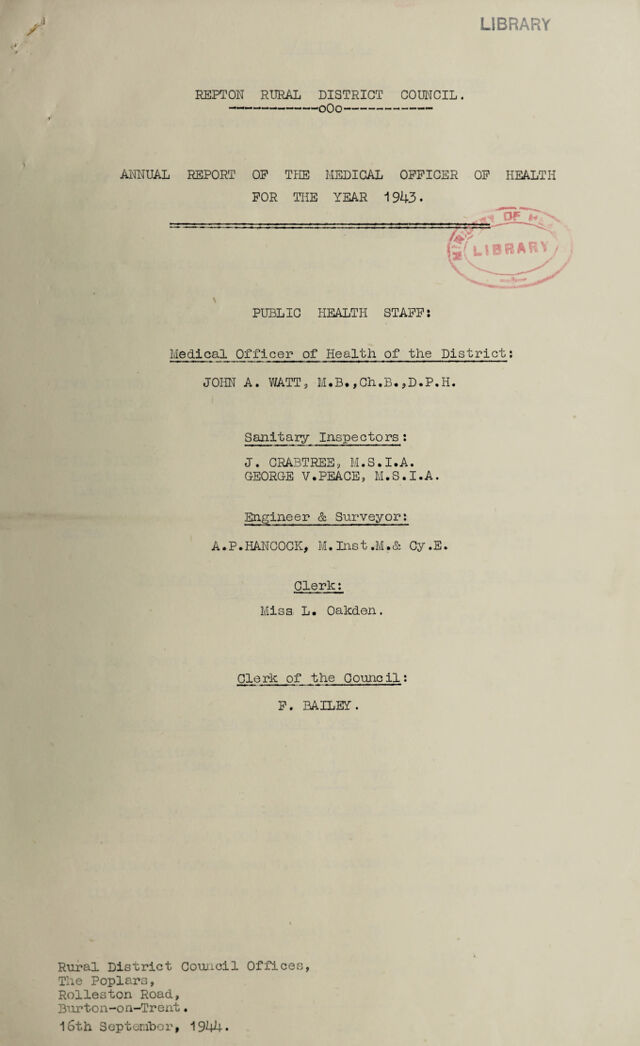 LIBRARY
REPTON RURAL DISTRICT COUNCIL.
-----------oOo-----------
ANNUAL REPORT OF THE MEDICAL OFFICER OF HEALTH
FOR THE YEAR 1943.
MINISTRY OF HEALTH
LIBRARY
PUBLIC HEALTH STAFF:
Medical Officer of Health of the District:
JOHN A. WATT, M.B.,Ch.B.,D.P.H.
Sanitary Inspectors:
J. CRABTREE, M.S.I.A.
GEORGE V.PEACE, M.S.I.A.
Engineer & Surveyor:
A.P.HANCOCK, M.Inst.M.& Cy.E.
Clerk:
Miss L. Oakden.
Clerk of the Council:
F. BAILEY.
Rural District Council Offices,
The Poplars,
Rolleston Road,
Burton-on-Trent.
16th September, 1944.